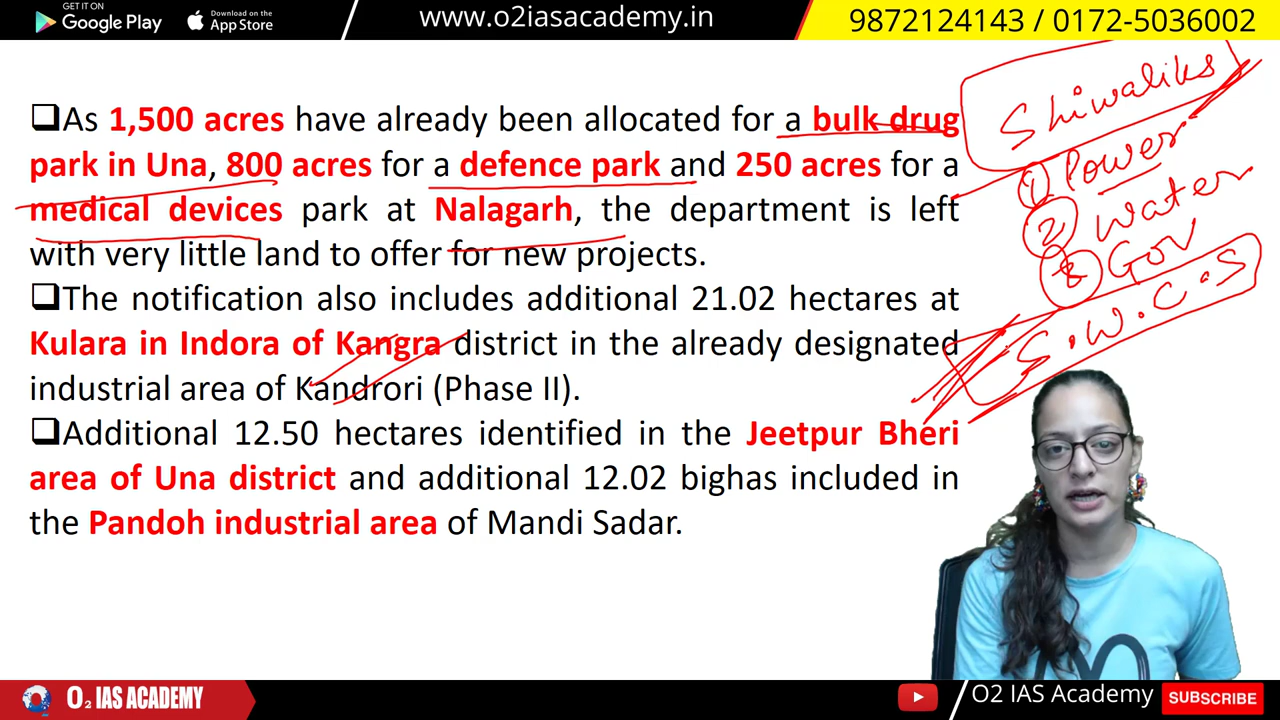 GET IT ON
Google Play
Download on the
App Store
www.o2iasacademy.in
9872124143 / 0172-5036002
As 1,500 acres have already been allocated for a bulk drug
park in Una, 800 acres for a defence park and 250 acres for a
medical devices park at Nalagarh, the department is left
with very little land to offer for new projects.
The notification also includes additional 21.02 hectares at
Kulara in Indora of Kangra district in the already designated
industrial area of Kandrori (Phase II).
Additional 12.50 hectares identified in the Jeetpur Bheri
area of Una district and additional 12.02 bighas included in
the Pandoh industrial area of Mandi Sadar.
Shiwaliks
① Power
② Water
③ Gov
S.W.C.S
O₂ IAS ACADEMY
O2 IAS Academy
SUBSCRIBE